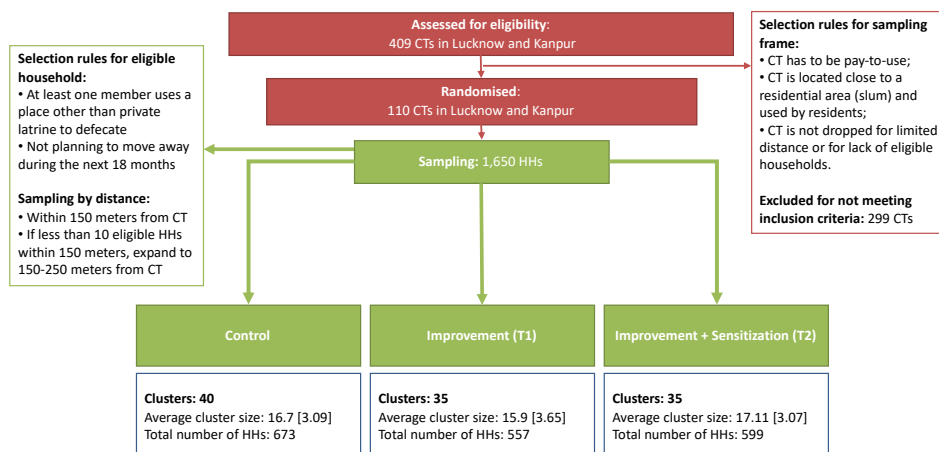 Assessed for eligibility:
409 CTs in Lucknow and Kanpur
Selection rules for sampling
frame:
• CT has to be pay-to-use;
• CT is located close to a
residential area (slum) and
used by residents;
• CT is not dropped for limited
distance or for lack of eligible
households.
Excluded for not meeting
inclusion criteria: 299 CTs
Selection rules for eligible
household:
• At least one member uses a
place other than private
latrine to defecate
• Not planning to move away
during the next 18 months
Sampling by distance:
• Within 150 meters from CT
• If less than 10 eligible HHs
within 150 meters, expand to
150-250 meters from CT
Randomised:
110 CTs in Lucknow and Kanpur
Sampling: 1,650 HHs
Control
Clusters: 40
Average cluster size: 16.7 [3.09]
Total number of HHs: 673
Improvement (T1)
Clusters: 35
Average cluster size: 15.9 [3.65]
Total number of HHs: 557
Improvement + Sensitization (T2)
Clusters: 35
Average cluster size: 17.11 [3.07]
Total number of HHs: 599